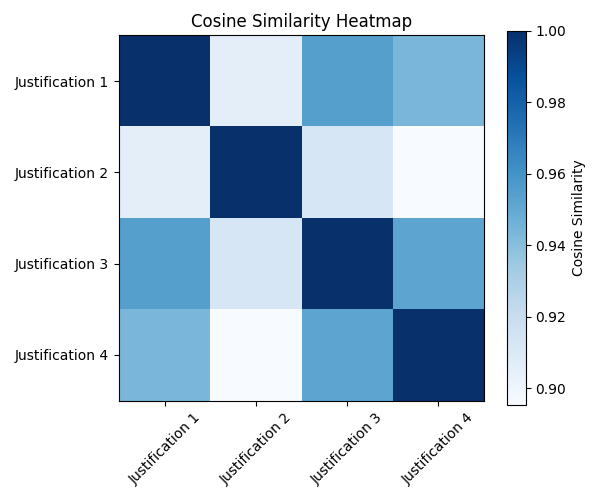 Cosine Similarity Heatmap
Justification 1
Justification 2
Justification 3
Justification 4
Justification 1
Justification 2
Justification 3
Justification 4
1.00
0.98
0.96
0.94
0.92
0.90
Cosine Similarity